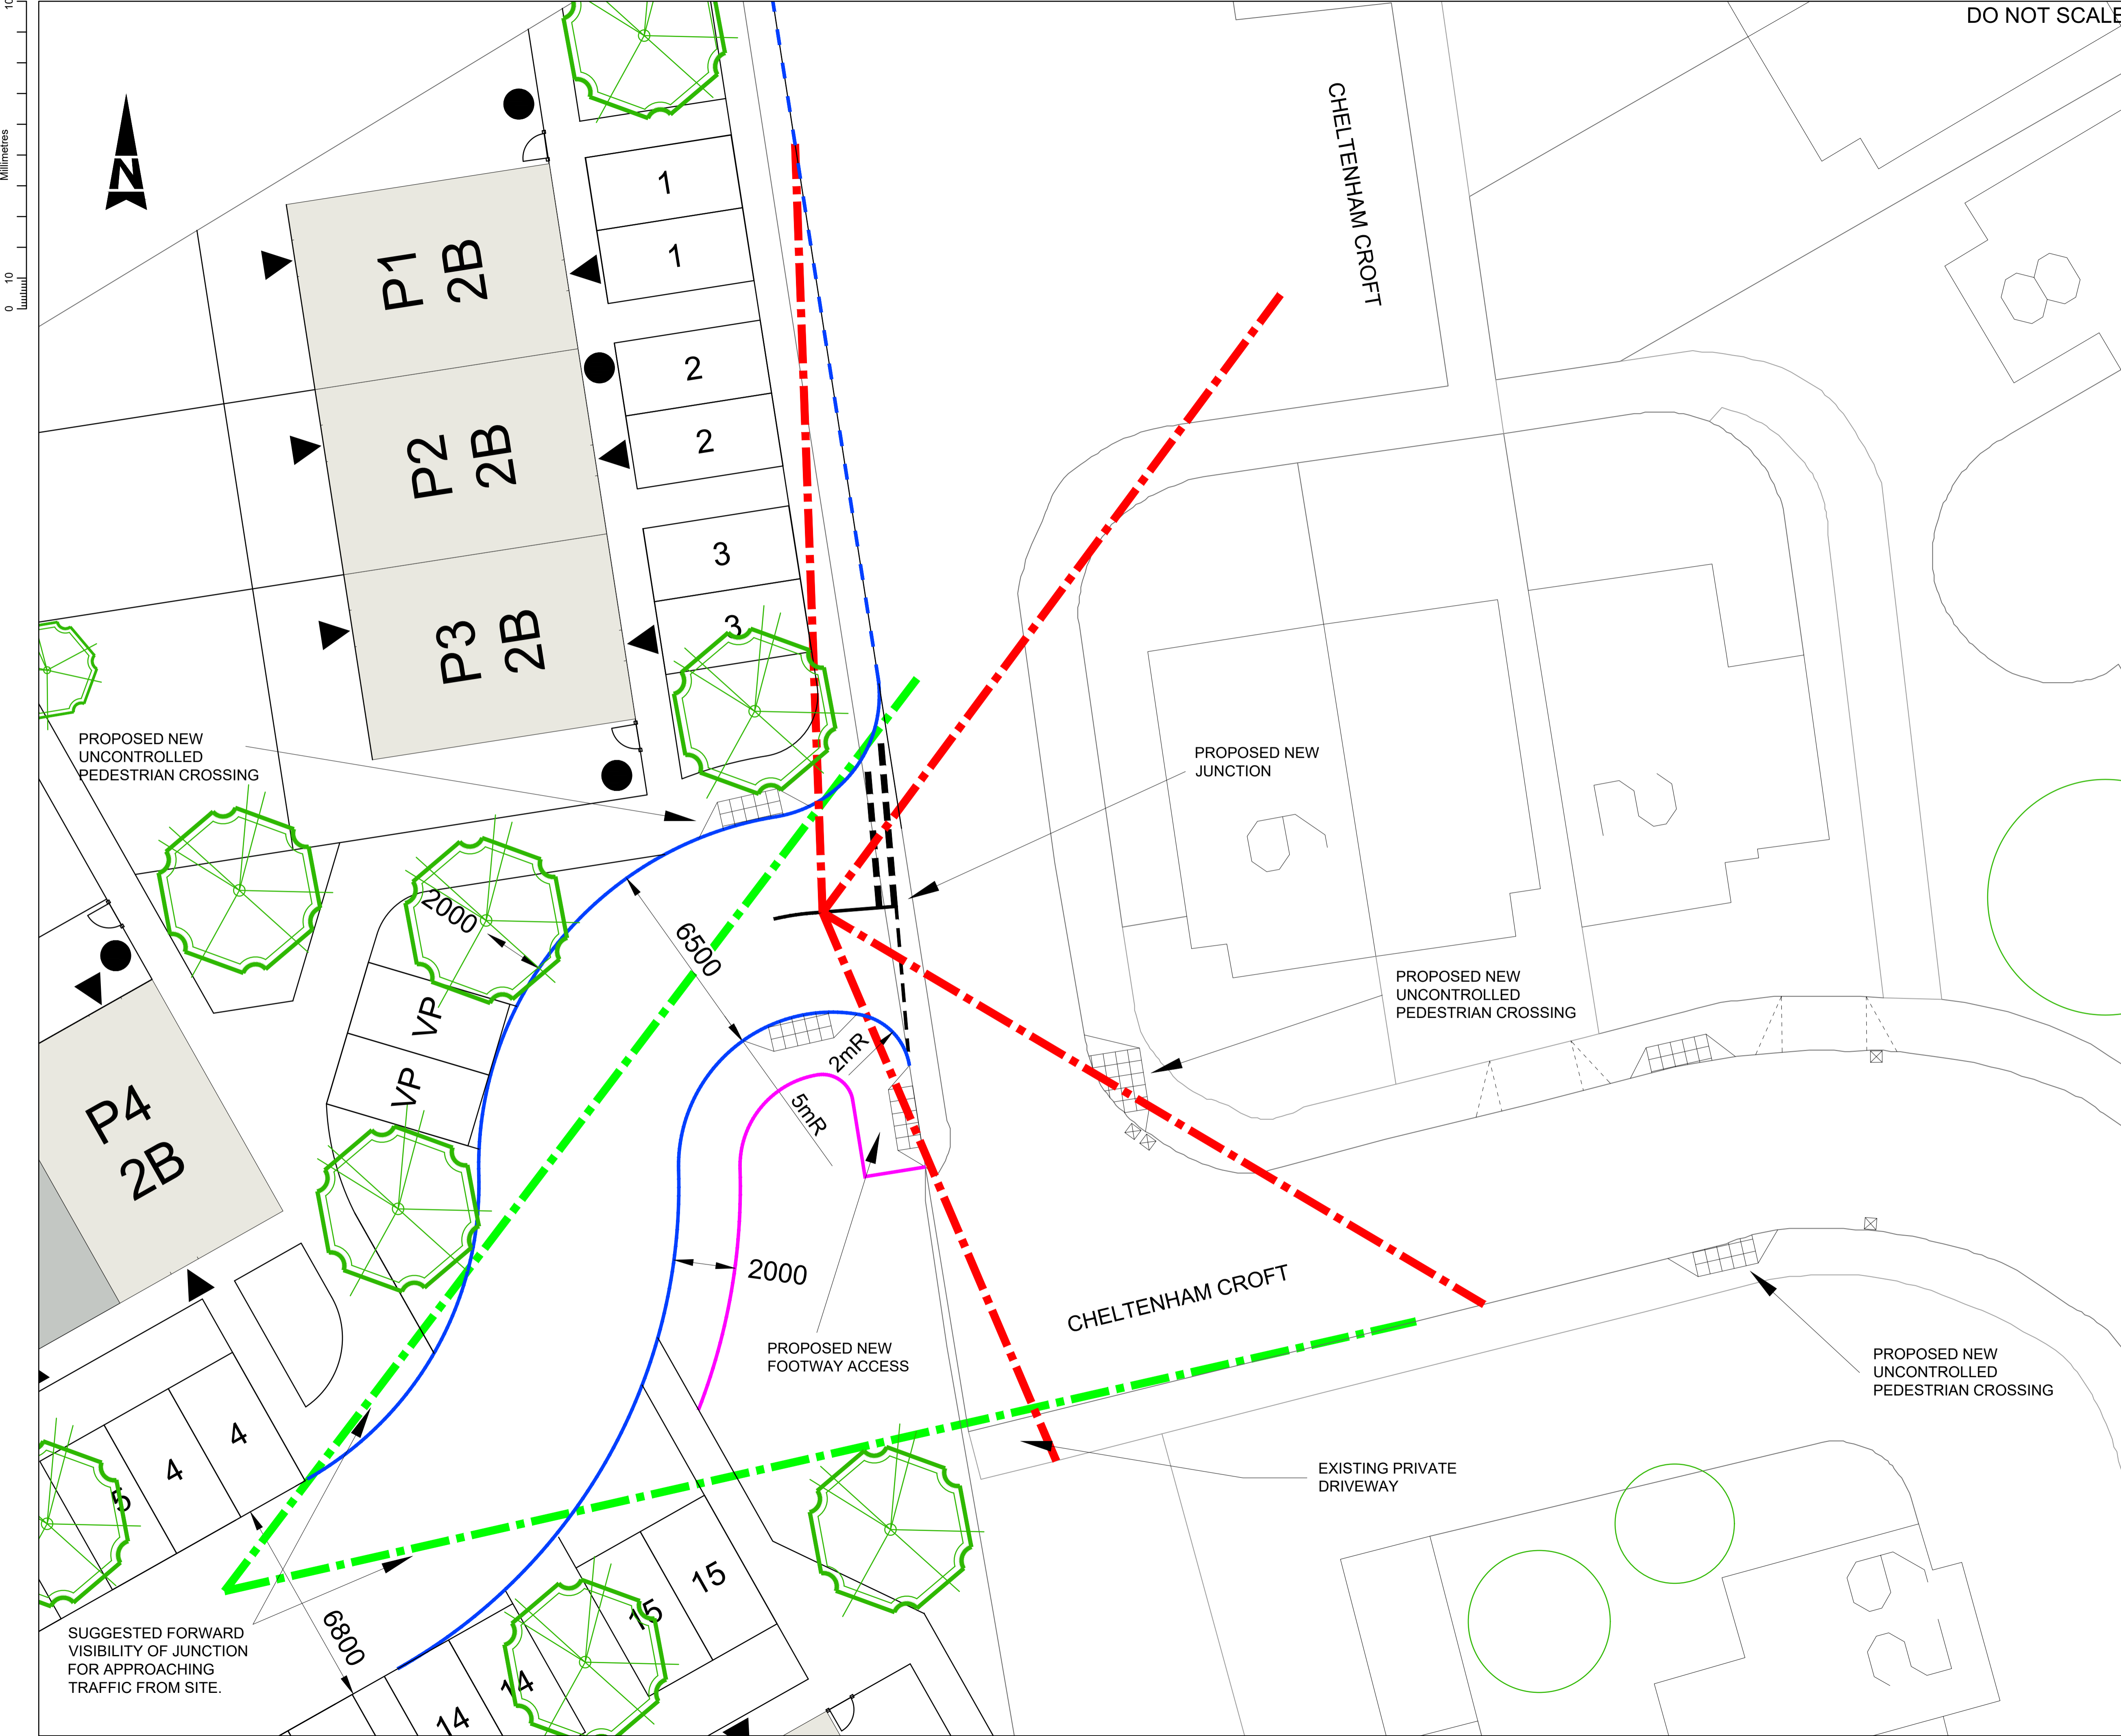 DO NOT SCALE
10
Millimetres
10
0
N
CHELTENHAM CROFT
P1
2B
1
1
P2
2B
2
2
P3
2B
3
3
PROPOSED NEW
UNCONTROLLED
PEDESTRIAN CROSSING
PROPOSED NEW
JUNCTION
2000
6500
PROPOSED NEW
UNCONTROLLED
PEDESTRIAN CROSSING
VP
VP
2mR
5mR
P4
2B
2000
CHELTENHAM CROFT
PROPOSED NEW
FOOTWAY ACCESS
PROPOSED NEW
UNCONTROLLED
PEDESTRIAN CROSSING
4
4
5
EXISTING PRIVATE
DRIVEWAY
15
15
SUGGESTED FORWARD
VISIBILITY OF JUNCTION
FOR APPROACHING
TRAFFIC FROM SITE.
6800
14
14